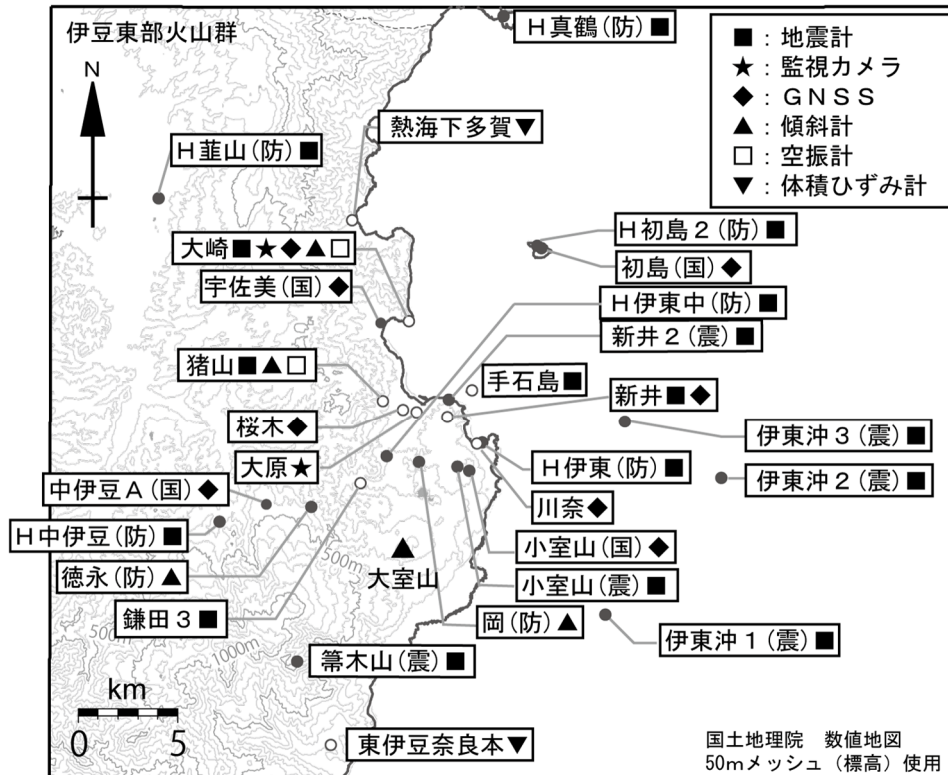 伊豆東部火山群
N
H真鶴(防)■
■:地震計
★:監視カメラ
◆:GNSS
▲:傾斜計
□:空振計
▼:体積ひずみ計
熱海下多賀▼
H韮山(防)■
H初島2(防)■
大崎■★◆▲□
初島(国)◆
宇佐美(国)◆
H伊東中(防)■
新井2(震)■
猪山■▲□
手石島■
新井■◆
桜木◆
伊東沖3(震)■
大原★
H伊東(防)■
伊東沖2(震)■
中伊豆A(国)◆
川奈◆
H中伊豆(防)■
小室山(国)◆
500m
徳永(防)▲
大室山
小室山(震)■
鎌田3■
岡(防)▲
500m
1000m
伊東沖1(震)■
箒木山(震)■
km
0 5
東伊豆奈良本▼
国土地理院 数値地図
50mメッシュ(標高)使用